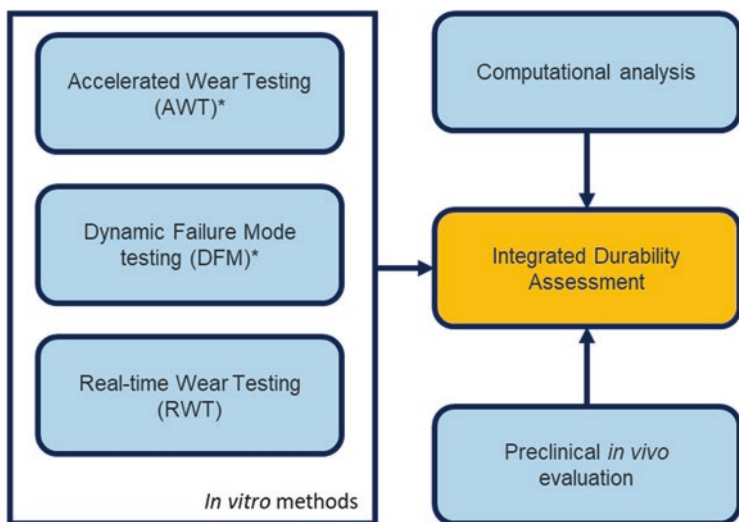 Accelerated Wear Testing
(AWT)*
Dynamic Failure Mode
testing (DFM)*
Real-time Wear Testing
(RWT)
In vitro methods
Computational analysis
Integrated Durability
Assessment
Preclinical in vivo
evaluation